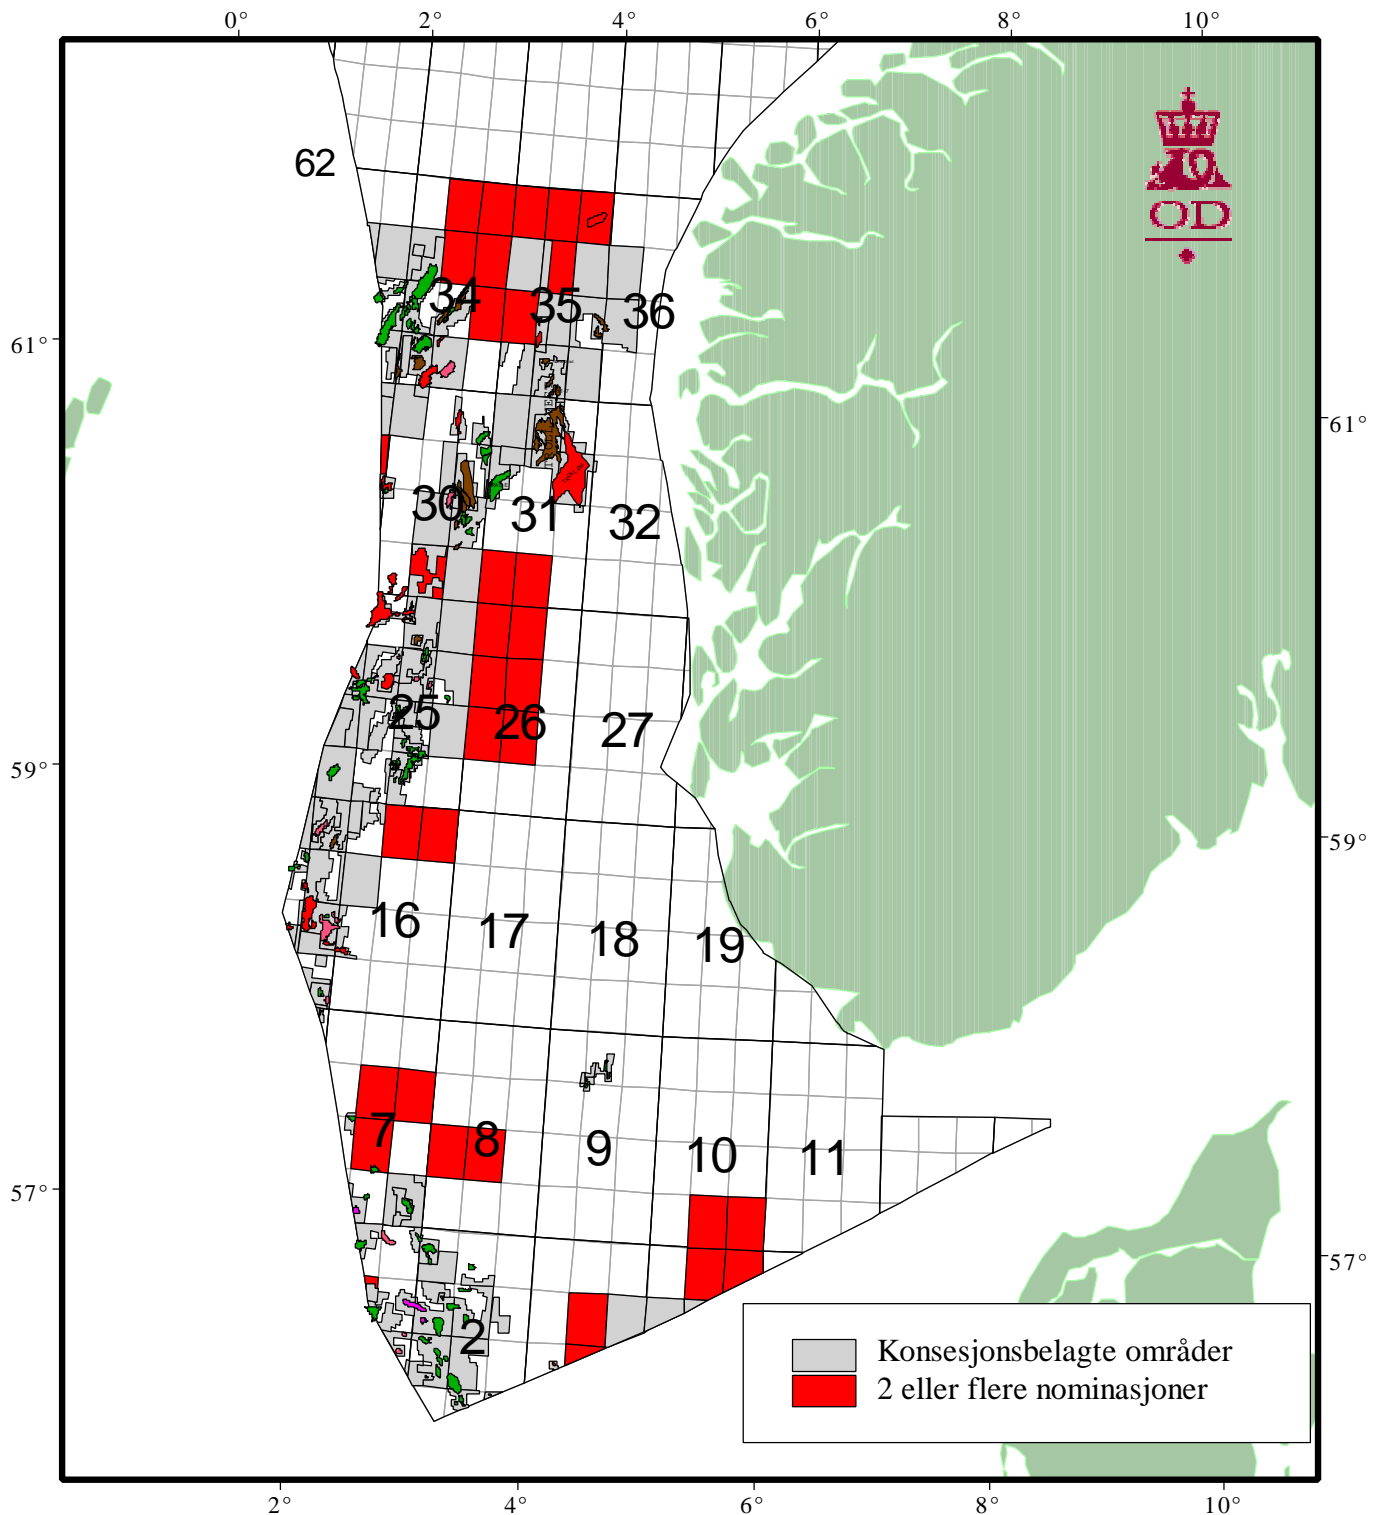 0° 2° 4° 6° 8° 10°
62
34 35 36
61°
61°
30 31 32
25 26 27
59°
59°
16 17 18 19
7 8 9 10 11
57°
57°
2
OD
Konsesjonsbelagte områder
2 eller flere nominasjoner
2° 4° 6° 8° 10°